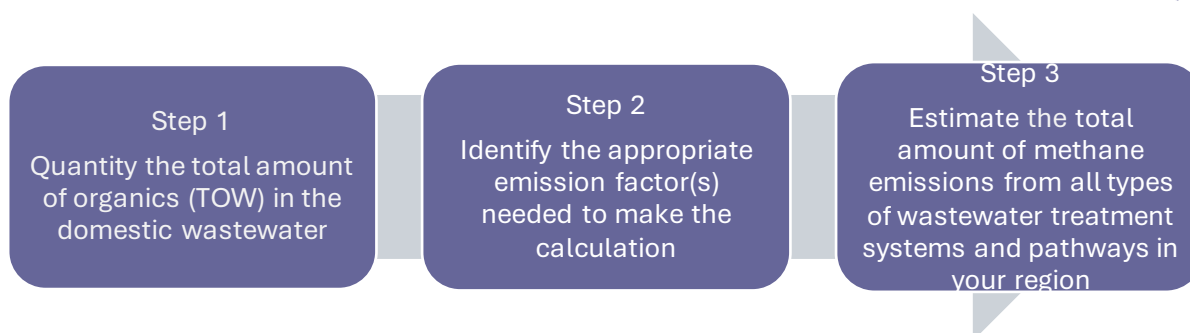 Step 1
Quantity the total amount
of organics (TOW) in the
domestic wastewater
Step 2
Identify the appropriate
emission factor(s)
needed to make the
calculation
Step 3
Estimate the total
amount of methane
emissions from all types
of wastewater treatment
systems and pathways in
your region